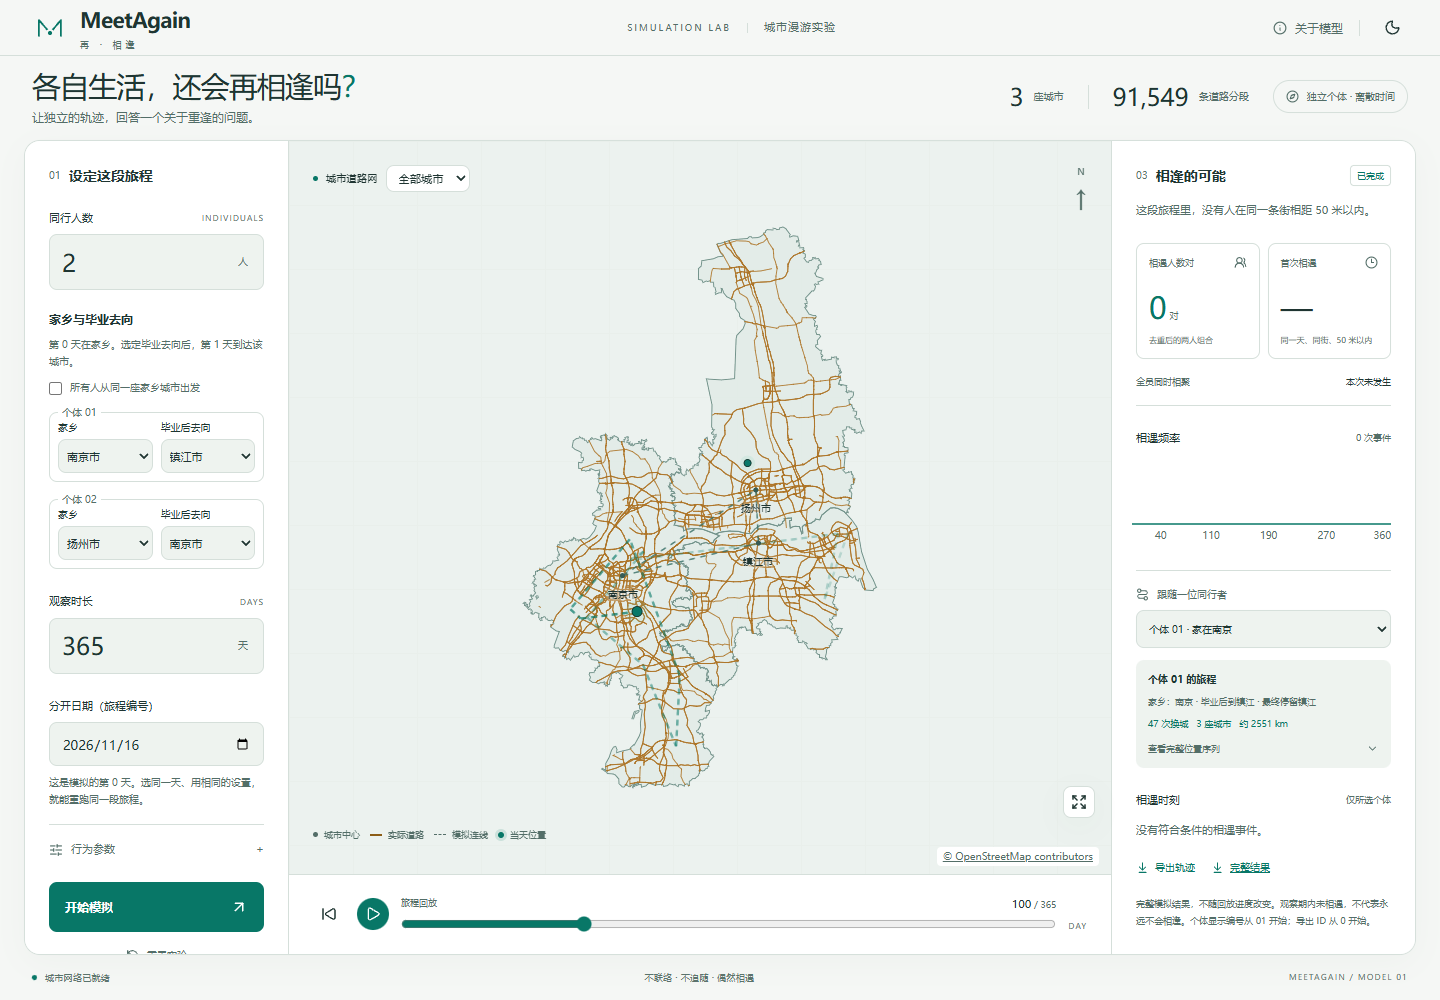 MeetAgain
再 · 相逢
SIMULATION LAB
城市漫游实验
关于模型
各自生活，还会再相逢吗?
让独立的轨迹，回答一个关于重逢的问题。
3 座城市
91,549 条道路分段
独立个体 · 离散时间
01 设定这段旅程
同行人数 INDIVIDUALS
2 人
家乡与毕业去向
第 0 天在家乡。选定毕业去向后，第 1 天到达该
城市。
所有人从同一座家乡城市出发
个体 01
家乡 毕业后去向
南京市 镇江市
个体 02
家乡 毕业后去向
扬州市 南京市
观察时长 DAYS
365 天
分开日期（旅程编号）
2026/11/16
这是模拟的第 0 天。选同一天、用相同的设置，
就能重跑同一段旅程。
行为参数 +
开始模拟
城市道路网 全部城市
N
扬州市
镇江市
南京市
城市中心 实际道路 模拟连线 当天位置
© OpenStreetMap contributors
旅程回放
100 / 365
DAY
03 相逢的可能 已完成
这段旅程里，没有人在同一条街相距 50 米以内。
相遇人数对
0 对
去重后的两人组合
首次相遇
—
同一天、同街、50 米以内
全员同时相聚 本次未发生
相遇频率 0 次事件
40 110 190 270 360
跟随一位同行者
个体 01 · 家在南京
个体 01 的旅程
家乡：南京 · 毕业后到镇江 · 最终停留镇江
47 次换城 3 座城市 约 2551 km
查看完整位置序列
相遇时刻 仅所选个体
没有符合条件的相遇事件。
导出轨迹 完整结果
完整模拟结果，不随回放进度改变。观察期内未相遇，不代表永
远不会相逢。个体显示编号从 01 开始；导出 ID 从 0 开始。
城市网络已就绪
不联络 · 不追随 · 偶然相遇
MEETAGAIN / MODEL 01